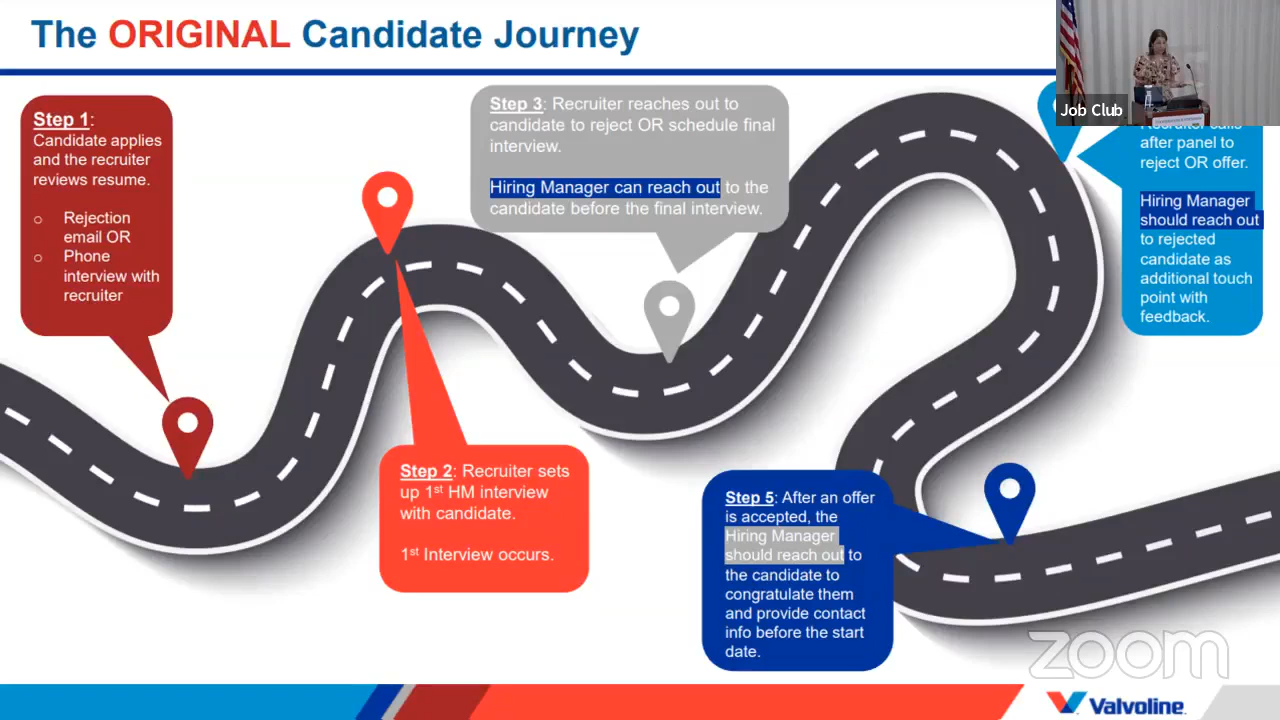 The ORIGINAL Candidate Journey
Step 1:
Candidate applies
and the recruiter
reviews resume.
o Rejection
email OR
o Phone
interview with
recruiter
Step 2: Recruiter sets
up 1st HM interview
with candidate.
1st Interview occurs.
Step 3: Recruiter reaches out to
candidate to reject OR schedule final
interview.
Hiring Manager can reach out to the
candidate before the final interview.
Job Club
after panel to
reject OR offer.
Hiring Manager
should reach out
to rejected
candidate as
additional touch
point with
feedback.
Step 5: After an offer
is accepted, the
Hiring Manager
should reach out to
the candidate to
congratulate them
and provide contact
info before the start
date.
zoom
Valvoline